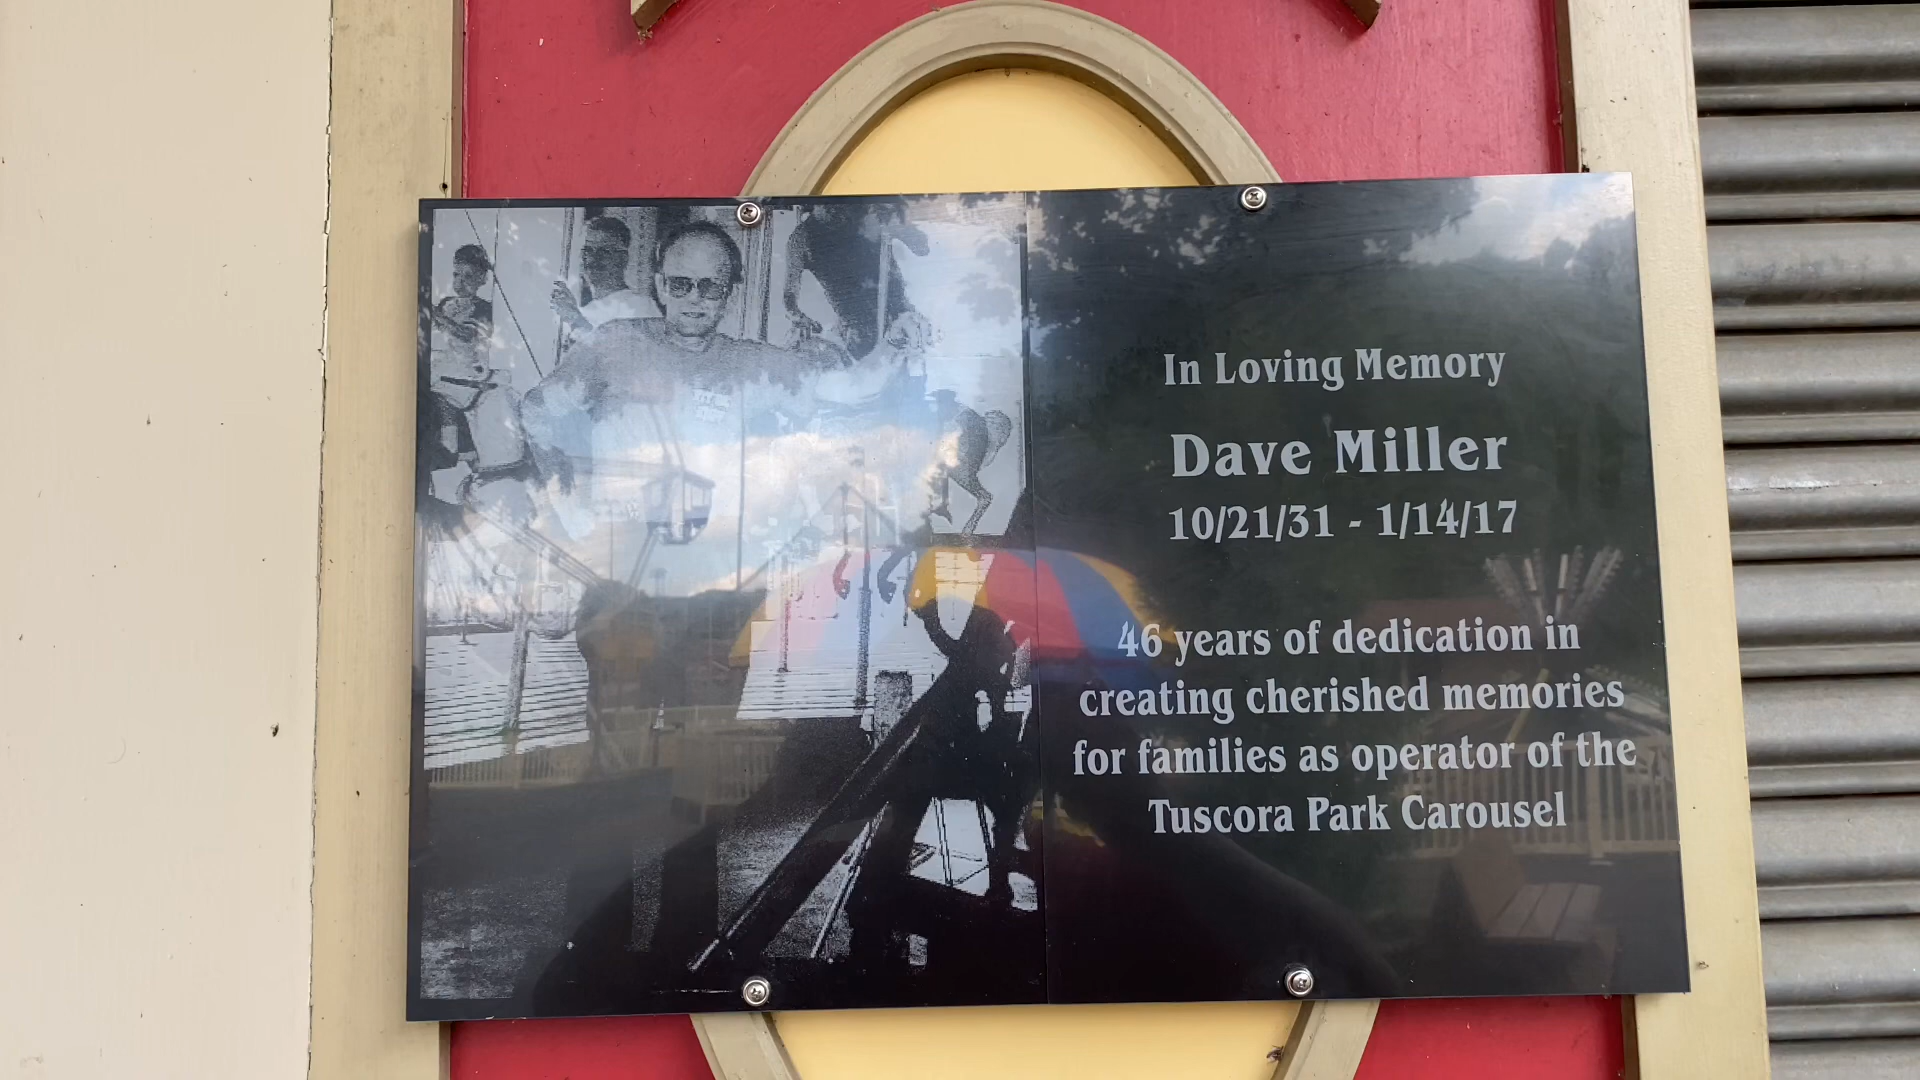 In Loving Memory
Dave Miller
10/21/31 - 1/14/17
46 years of dedication in
creating cherished memories
for families as operator of the
Tuscora Park Carousel